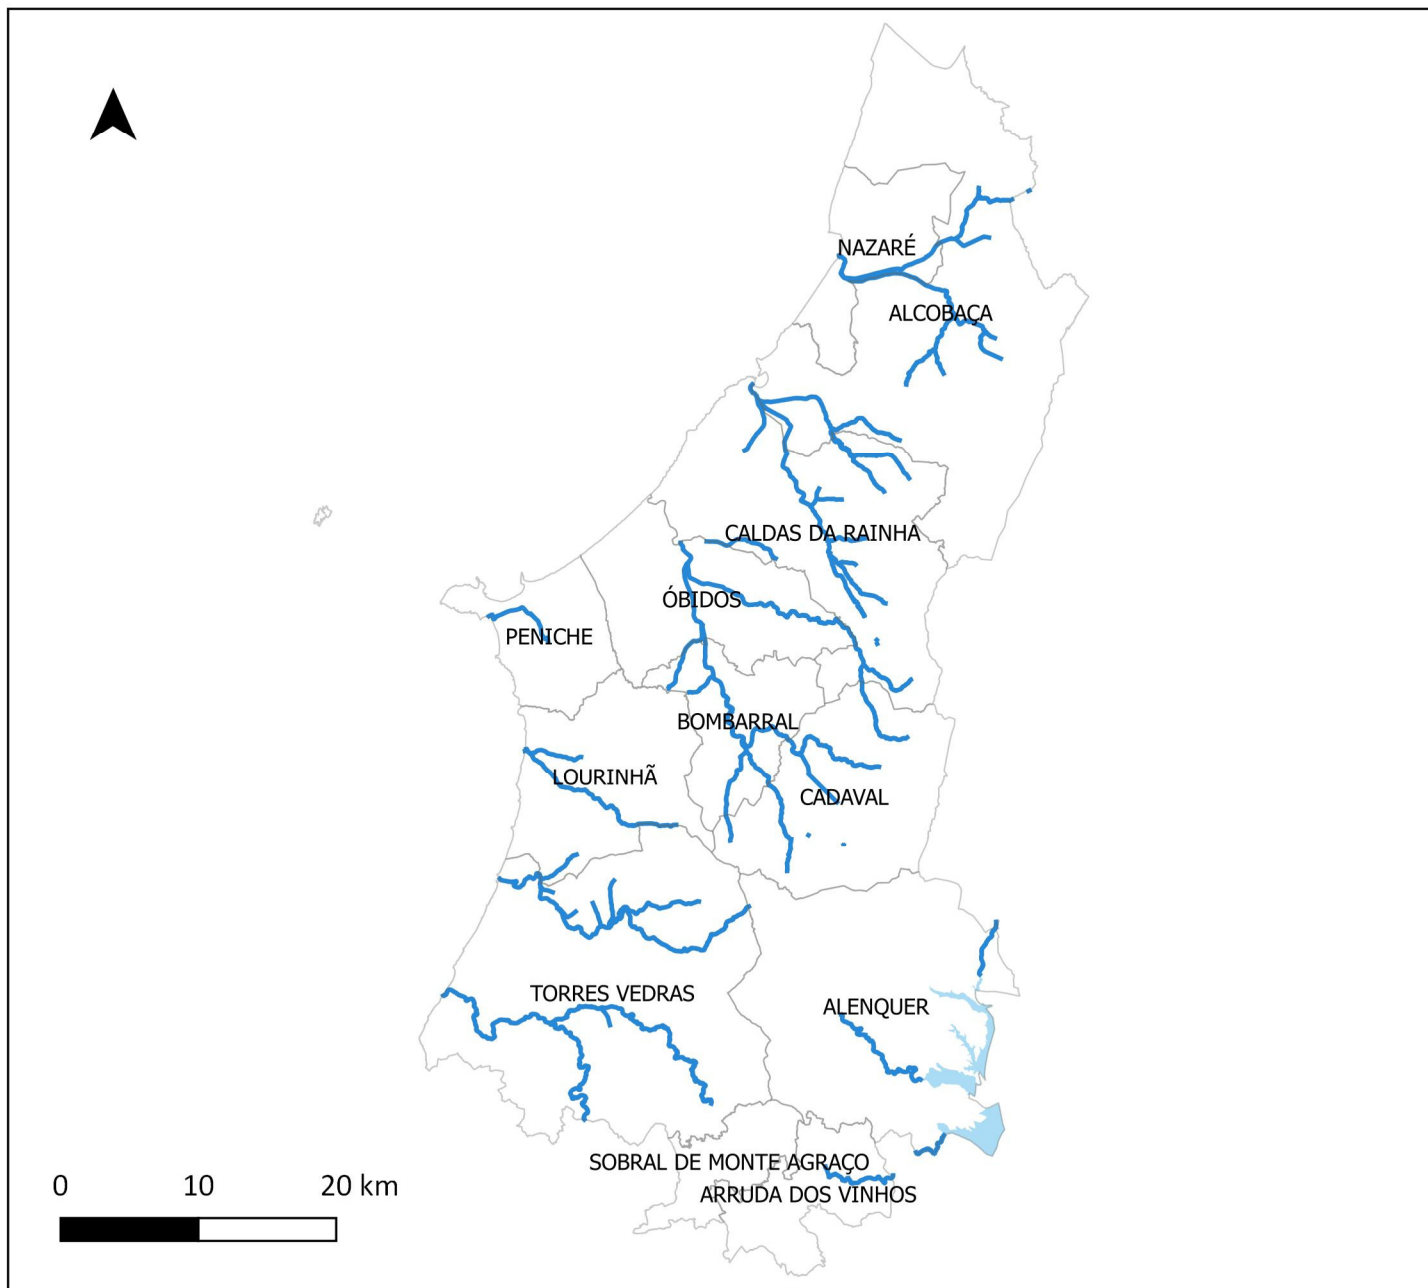 NAZARÉ
ALCOBAÇA
CALDAS DA RAINHA
ÓBIDOS
PENICHE
BOMBARRAL
LOURINHÃ
CADAVAL
TORRES VEDRAS
ALENQUER
SOBRAL DE MONTE AGRAÇO
ARRUDA DOS VINHOS
0 10 20 km